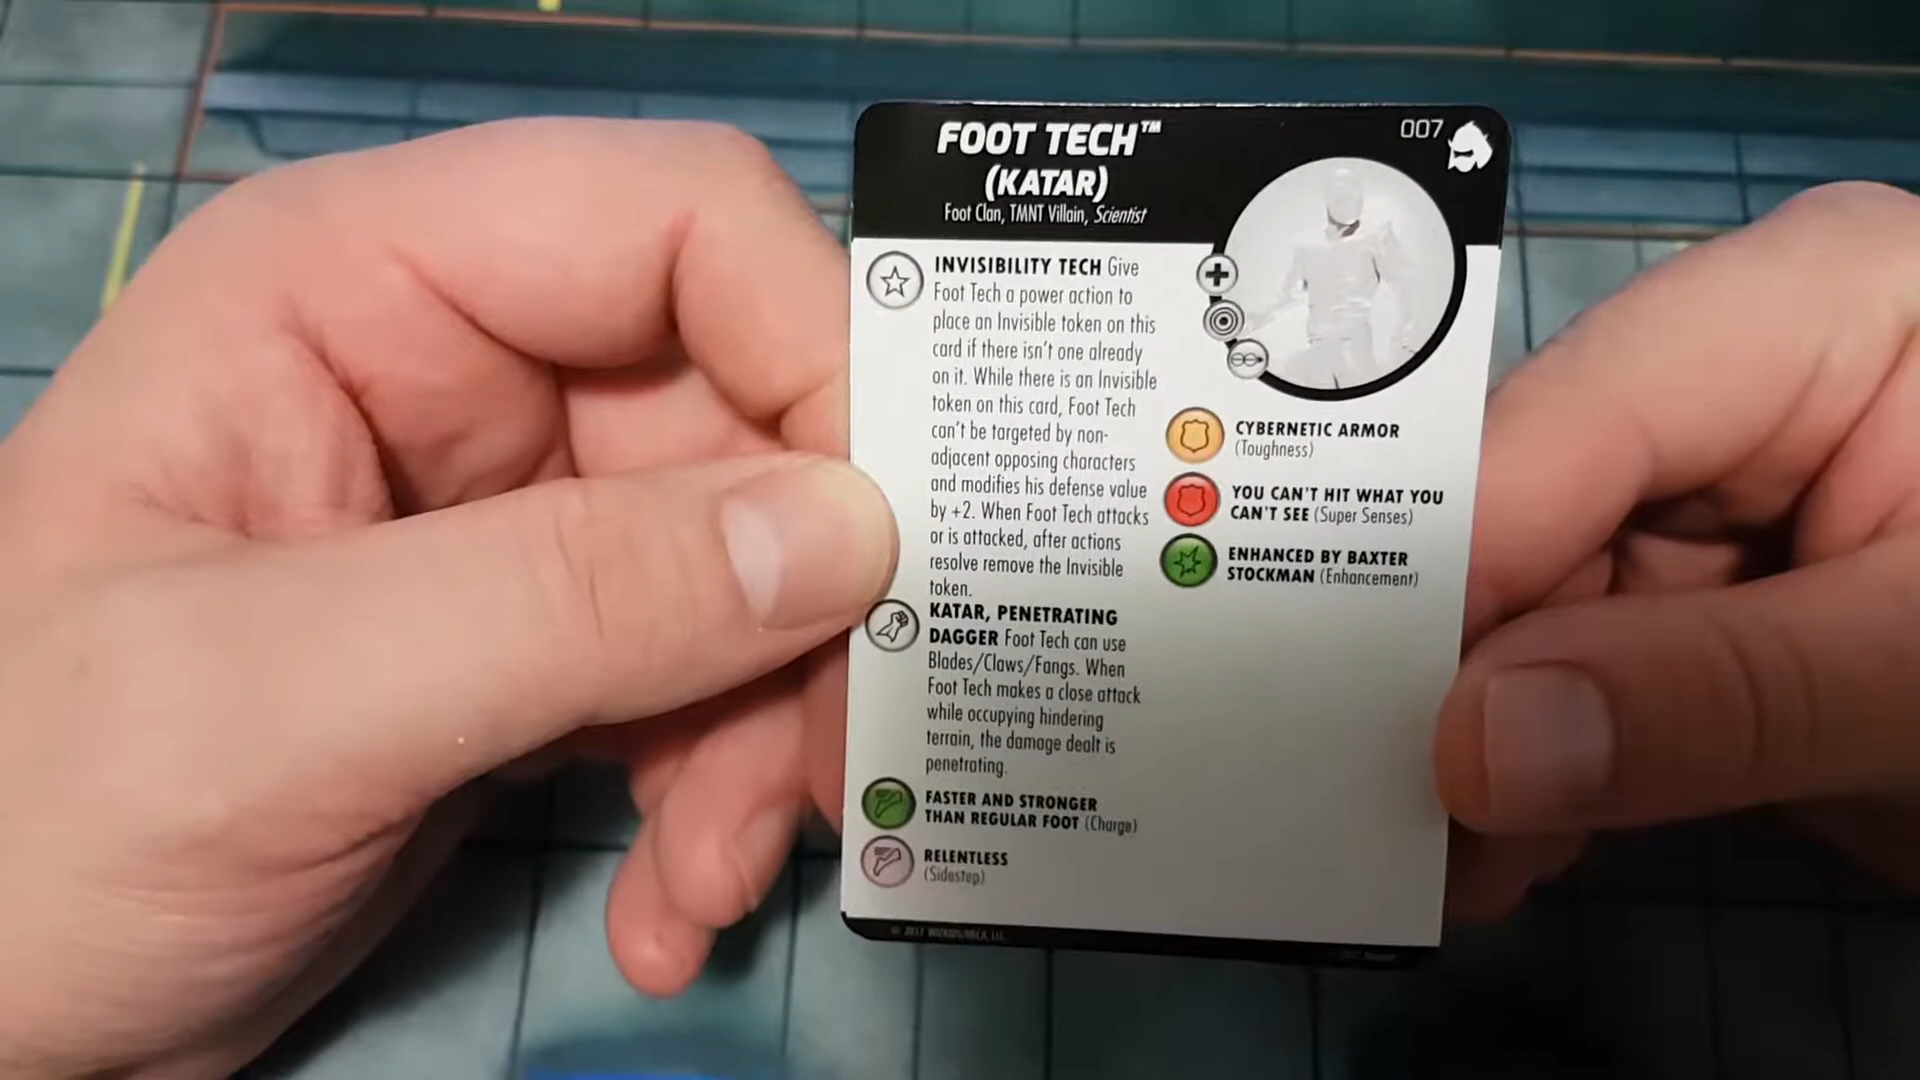 FOOT TECH™
(KATAR)
Foot Clan, TMNT Villain, Scientist
007
INVISIBILITY TECH Give
Foot Tech a power action to
place an Invisible token on this
card if there isn't one already
on it. While there is an Invisible
token on this card, Foot Tech
can't be targeted by non-
adjacent opposing characters
and modifies his defense value
by +2. When Foot Tech attacks
or is attacked, after actions
resolve remove the Invisible
token.
KATAR, PENETRATING
DAGGER Foot Tech can use
Blades/Claws/Fangs. When
Foot Tech makes a close attack
while occupying hindering
terrain, the damage dealt is
penetrating.
FASTER AND STRONGER
THAN REGULAR FOOT (Charge)
RELENTLESS
(Sidestep)
CYBERNETIC ARMOR
(Toughness)
YOU CAN'T HIT WHAT YOU
CAN'T SEE (Super Senses)
ENHANCED BY BAXTER
STOCKMAN (Enhancement)
© 2017 WIZKIDS/NECA, LLC.